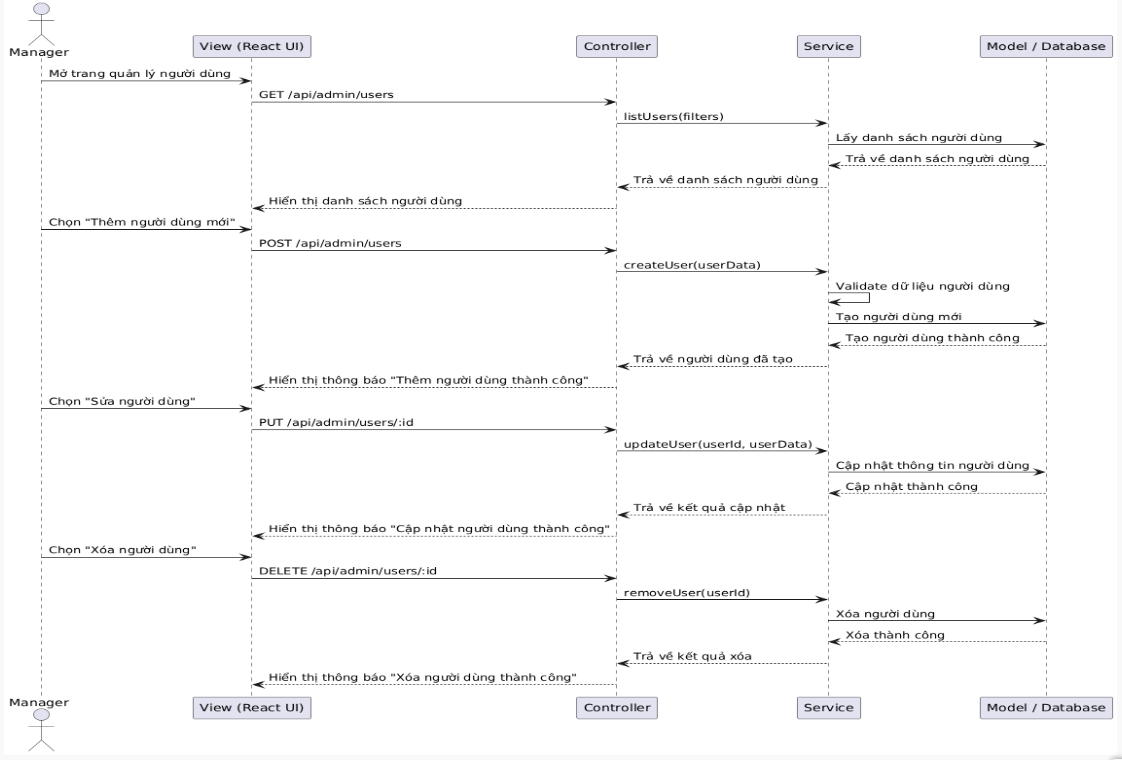 Manager
View (React UI)
Controller
Service
Model / Database
Mở trang quản lý người dùng
GET /api/admin/users
listUsers(filters)
Lấy danh sách người dùng
Trả về danh sách người dùng
Trả về danh sách người dùng
Hiển thị danh sách người dùng
Chọn "Thêm người dùng mới"
POST /api/admin/users
createUser(userData)
Validate dữ liệu người dùng
Tạo người dùng mới
Tạo người dùng thành công
Trả về người dùng đã tạo
Hiển thị thông báo "Thêm người dùng thành công"
Chọn "Sửa người dùng"
PUT /api/admin/users/:id
updateUser(userId, userData)
Cập nhật thông tin người dùng
Cập nhật thành công
Trả về kết quả cập nhật
Hiển thị thông báo "Cập nhật người dùng thành công"
Chọn "Xóa người dùng"
DELETE /api/admin/users/:id
removeUser(userId)
Xóa người dùng
Xóa thành công
Trả về kết quả xóa
Hiển thị thông báo "Xóa người dùng thành công"
Manager
View (React UI)
Controller
Service
Model / Database